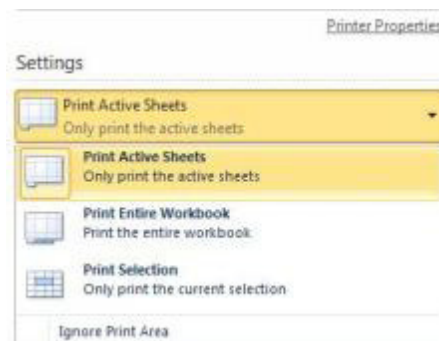 Printer Properties
Settings
Print Active Sheets
Only print the active sheets
Print Active Sheets
Only print the active sheets
Print Entire Workbook
Print the entire workbook
Print Selection
Only print the current selection
Ignore Print Area